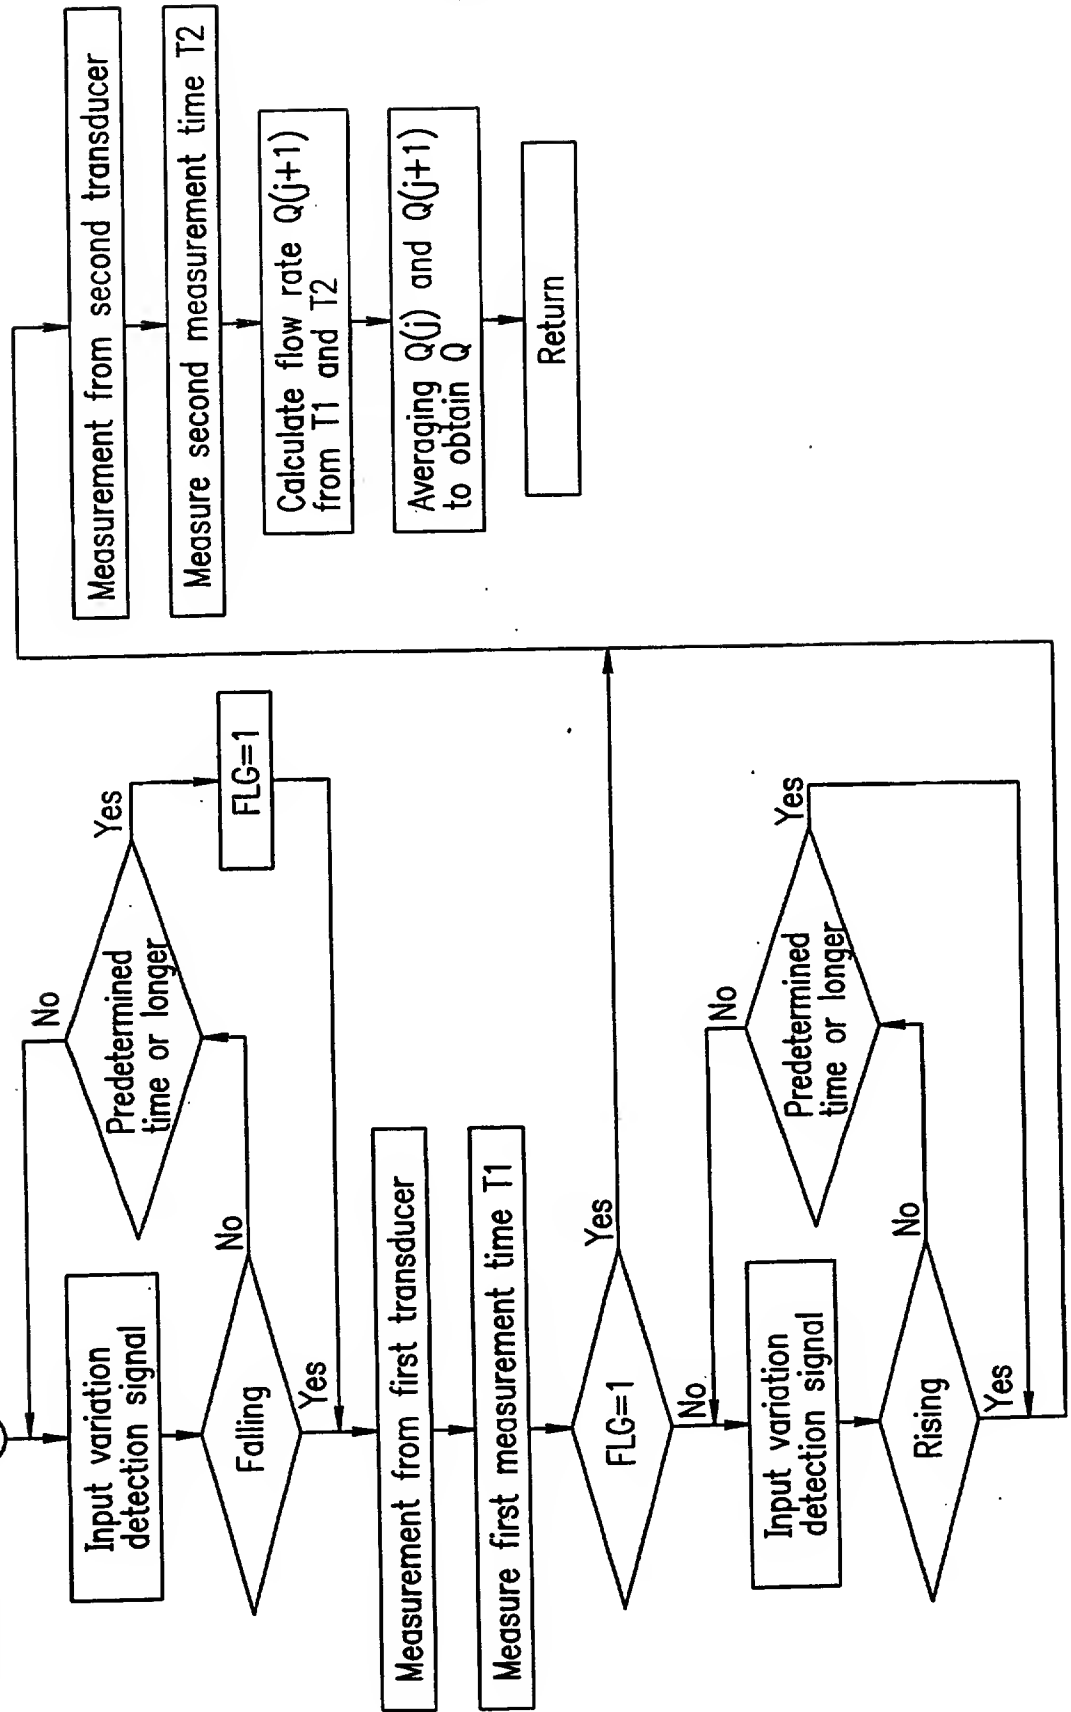 Input variation
detection signal
Falling
No
Yes
Predetermined
time or longer
No
Yes
FLG=1
Measurement from first transducer
Measure first measurement time T1
FLG=1
Yes
No
Input variation
detection signal
Rising
No
Yes
Predetermined
time or longer
No
Yes
Measurement from second transducer
Measure second measurement time T2
Calculate flow rate Q(j+1)
from T1 and T2
Averaging Q(j) and Q(j+1)
to obtain Q
Return